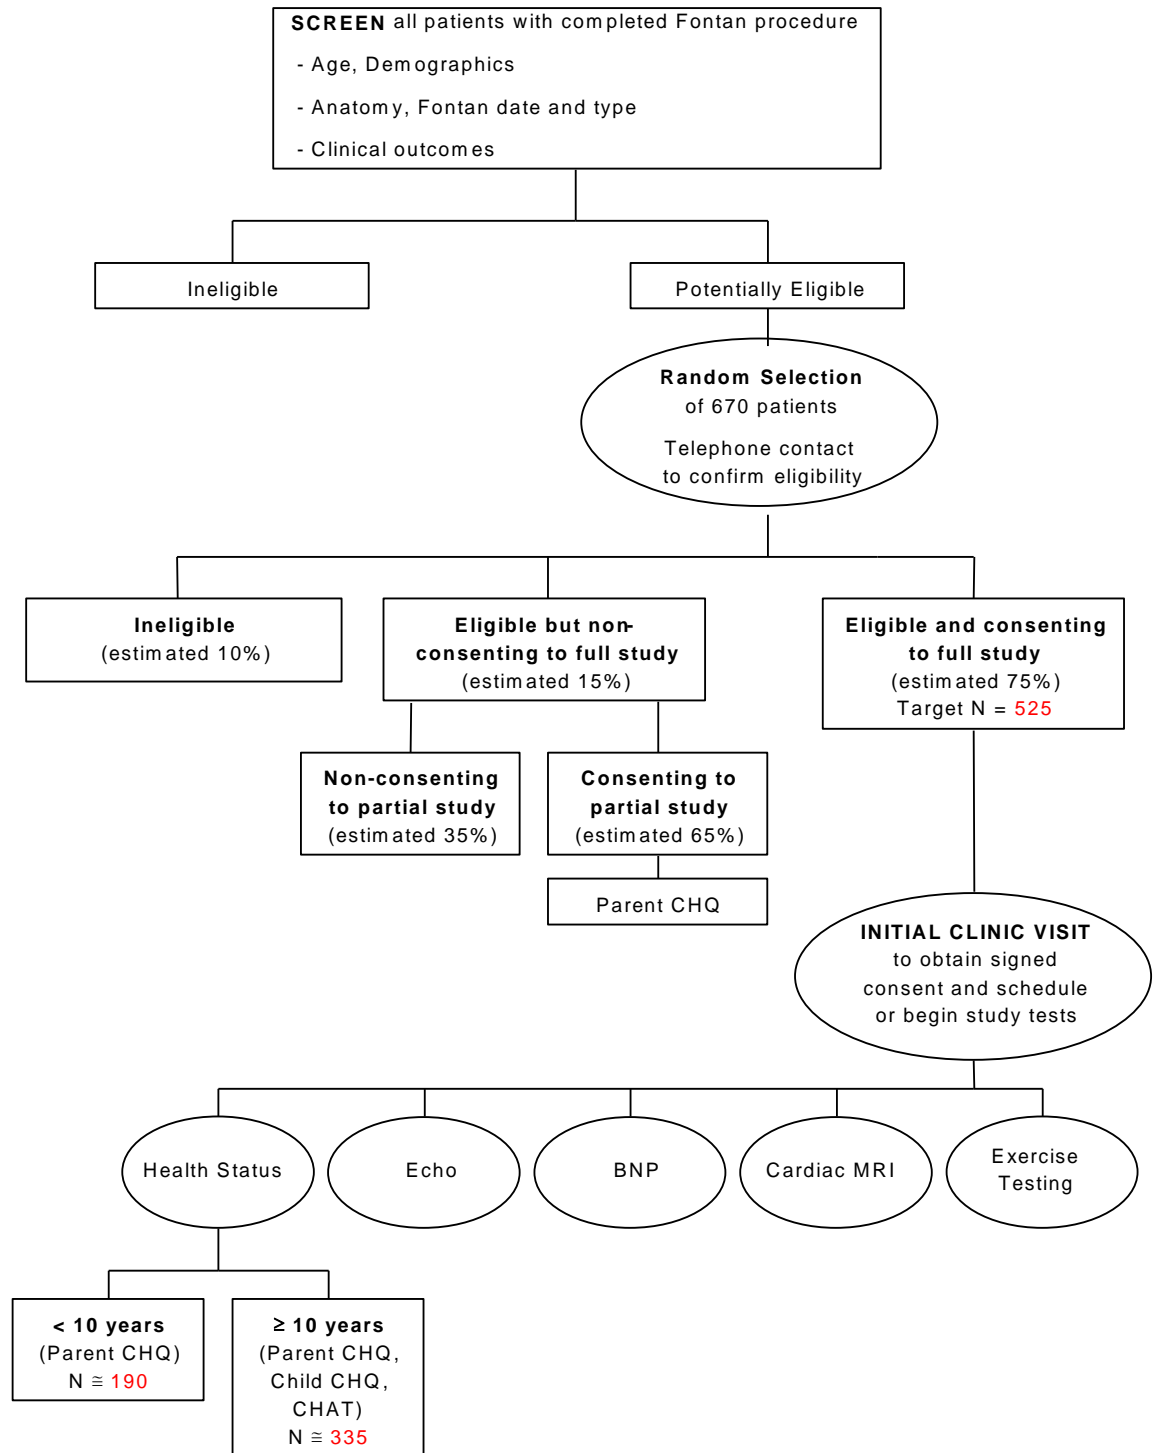 SCREEN all patients with completed Fontan procedure
- Age, Demographics
- Anatomy, Fontan date and type
- Clinical outcomes
Ineligible
Potentially Eligible
Random Selection
of 670 patients
Telephone contact
to confirm eligibility
Ineligible
(estimated 10%)
Eligible but non-
consenting to full study
(estimated 15%)
Eligible and consenting
to full study
(estimated 75%)
Target N = 525
Non-consenting
to partial study
(estimated 35%)
Consenting to
partial study
(estimated 65%)
Parent CHQ
INITIAL CLINIC VISIT
to obtain signed
consent and schedule
or begin study tests
Health Status
Echo
BNP
Cardiac MRI
Exercise
Testing
< 10 years
(Parent CHQ)
N ≅ 190
≥ 10 years
(Parent CHQ,
Child CHQ,
CHAT)
N ≅ 335